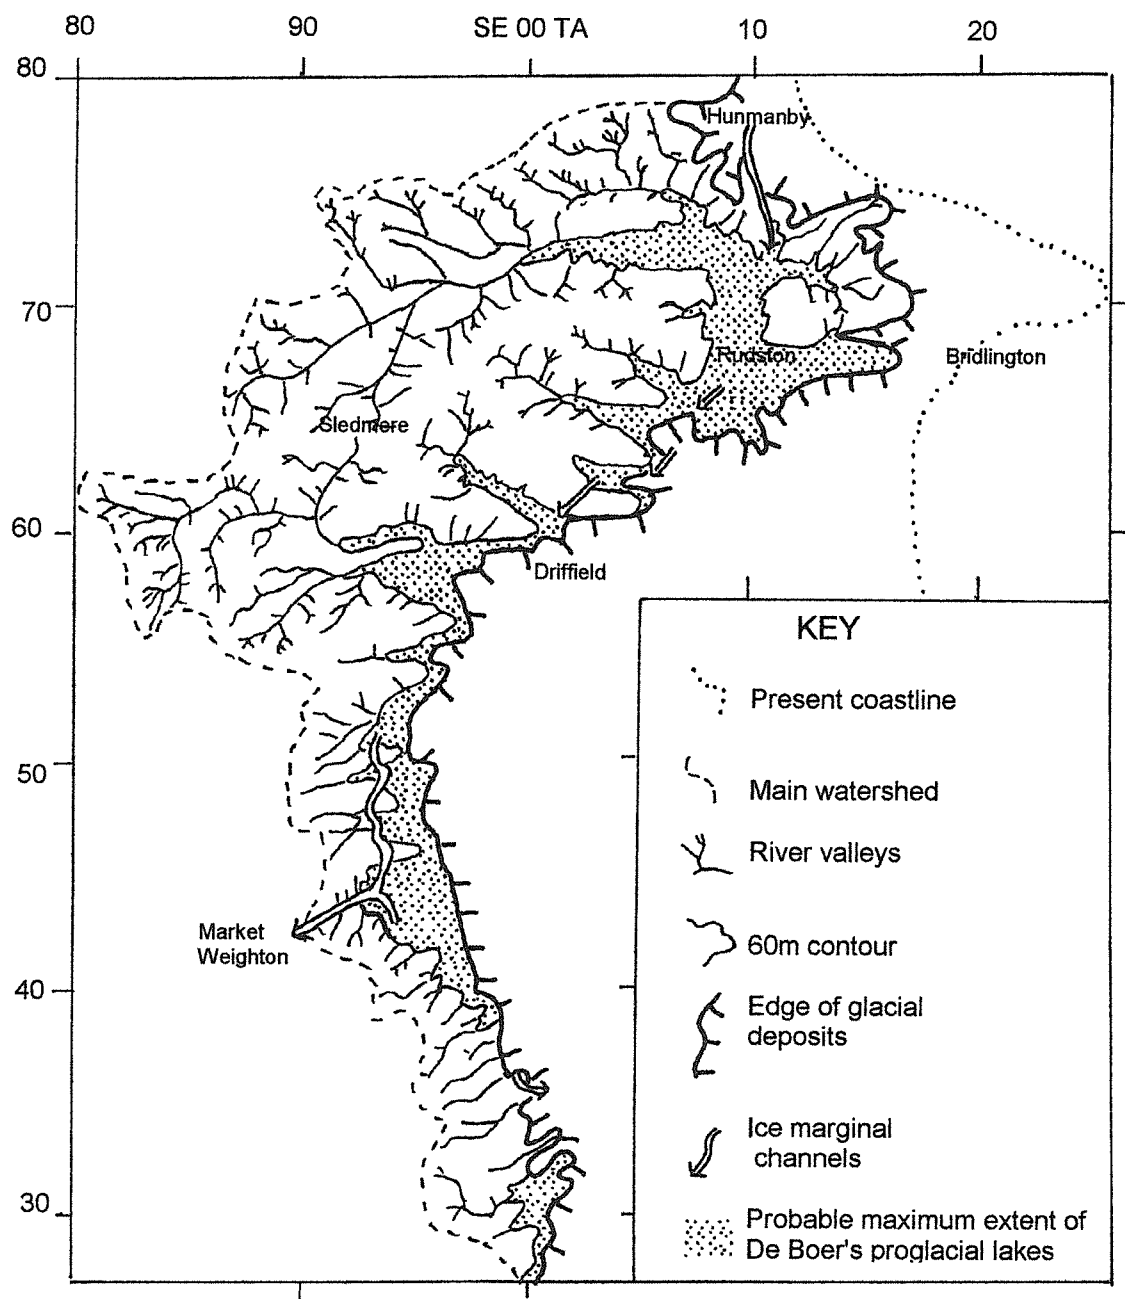 80 90 SE 00 TA 10 20
80
Hunmanby
70
Rudston
Bridlington
Sledmere
60
Driffield
KEY
Present coastline
50
Main watershed
River valleys
Market
Weighton
60m contour
40
Edge of glacial
deposits
Ice marginal
channels
30
Probable maximum extent of
De Boer's proglacial lakes